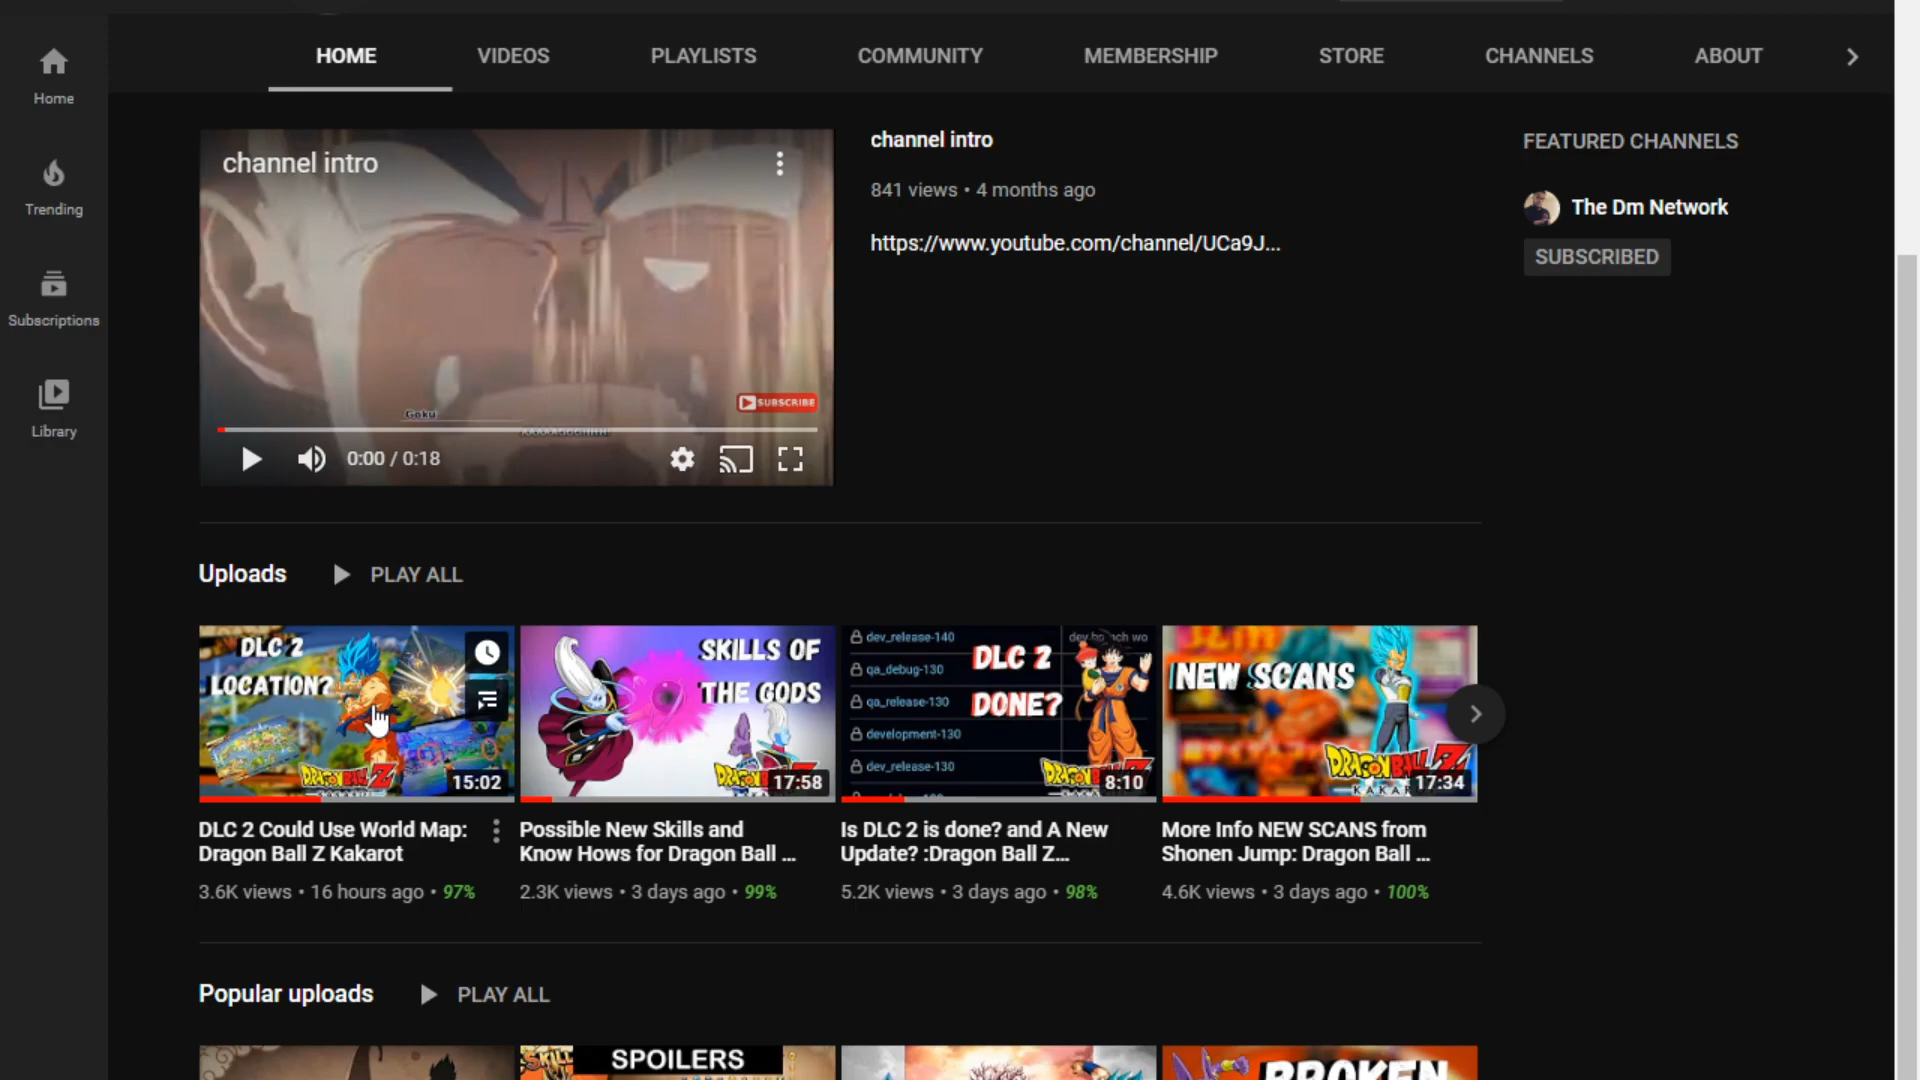 HOME
VIDEOS
PLAYLISTS
COMMUNITY
MEMBERSHIP
STORE
CHANNELS
ABOUT
Home
Trending
Subscriptions
Library
channel intro
Goku
SUBSCRIBE
0:00 / 0:18
channel intro
841 views • 4 months ago
https://www.youtube.com/channel/UCa9J...
FEATURED CHANNELS
The Dm Network
SUBSCRIBED
Uploads
PLAY ALL
DLC 2
LOCATION?
DRAGON BALL Z
15:02
SKILLS OF
THE GODS
17:58
dev_release-140
qa_debug-130
qa_release-130
development-130
dev_release-130
DLC 2
DONE?
8:10
NEW SCANS
DRAGON BALL Z
17:34
DLC 2 Could Use World Map:
Dragon Ball Z Kakarot
3.6K views • 16 hours ago • 97%
Possible New Skills and
Know Hows for Dragon Ball ...
2.3K views • 3 days ago • 99%
Is DLC 2 is done? and A New
Update? :Dragon Ball Z...
5.2K views • 3 days ago • 98%
More Info NEW SCANS from
Shonen Jump: Dragon Ball ...
4.6K views • 3 days ago • 100%
Popular uploads
PLAY ALL
SKILL
SPOILERS
BROKEN